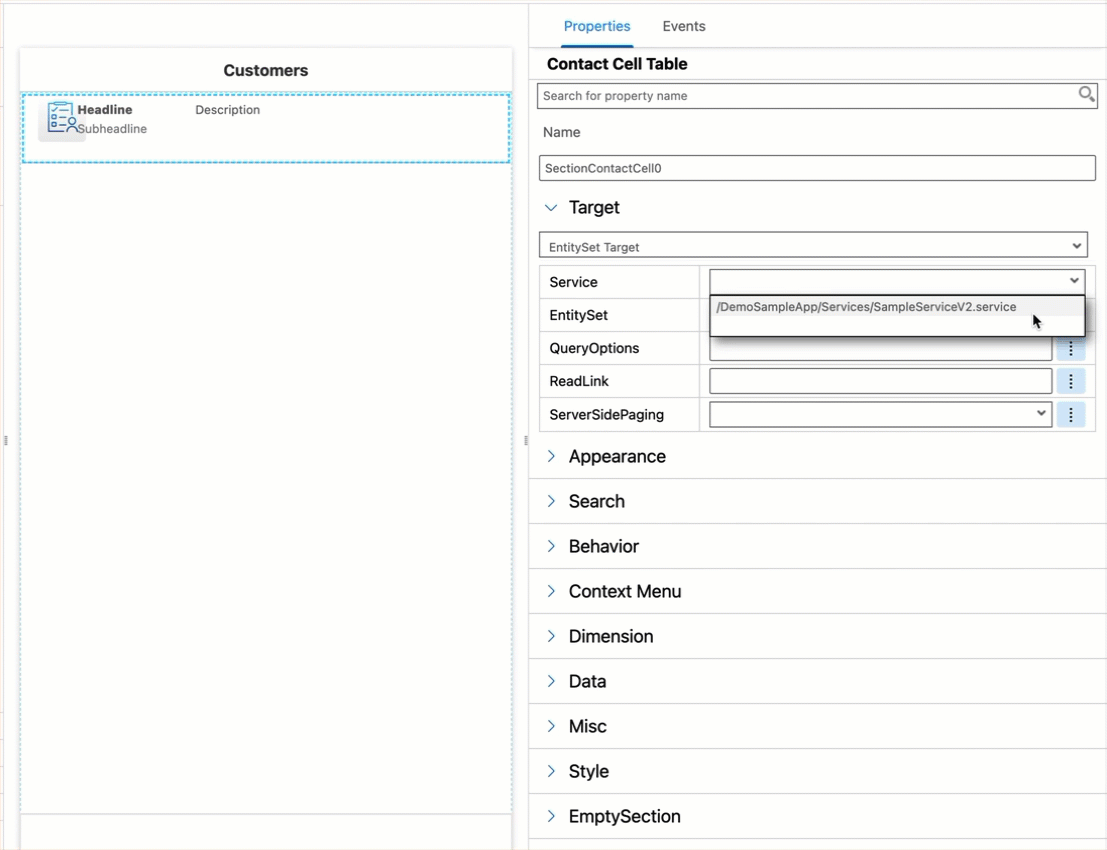 Customers
Headline
Description
Subheadline
Properties
Events
Contact Cell Table
Search for property name
Name
SectionContactCell0
Target
EntitySet Target
Service
/DemoSampleApp/Services/SampleServiceV2.service
EntitySet
QueryOptions
ReadLink
ServerSidePaging
Appearance
Search
Behavior
Context Menu
Dimension
Data
Misc
Style
EmptySection